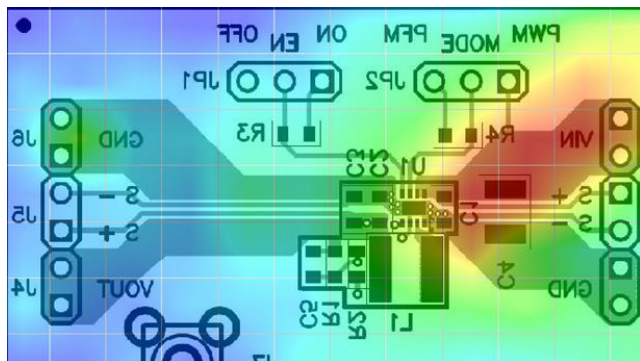 OFF EN ON PFM MODE PWM
JP1 JP2
R3 R4
J6 GND C3 C2 U1 VIN
S - S +
J5 C1
S + S -
J4 VOUT C4 GND
C5 R1 R2 L1